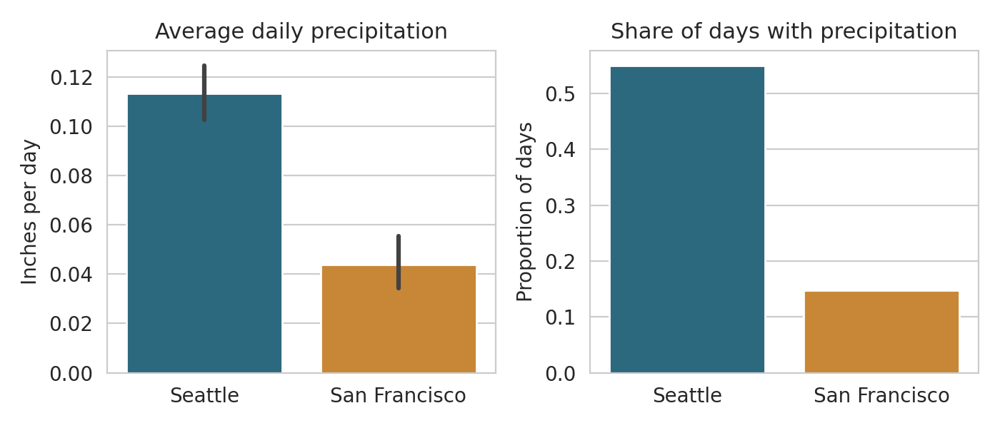 Average daily precipitation
Inches per day
0.12
0.10
0.08
0.06
0.04
0.02
0.00
Seattle
San Francisco
Share of days with precipitation
Proportion of days
0.5
0.4
0.3
0.2
0.1
0.0
Seattle
San Francisco